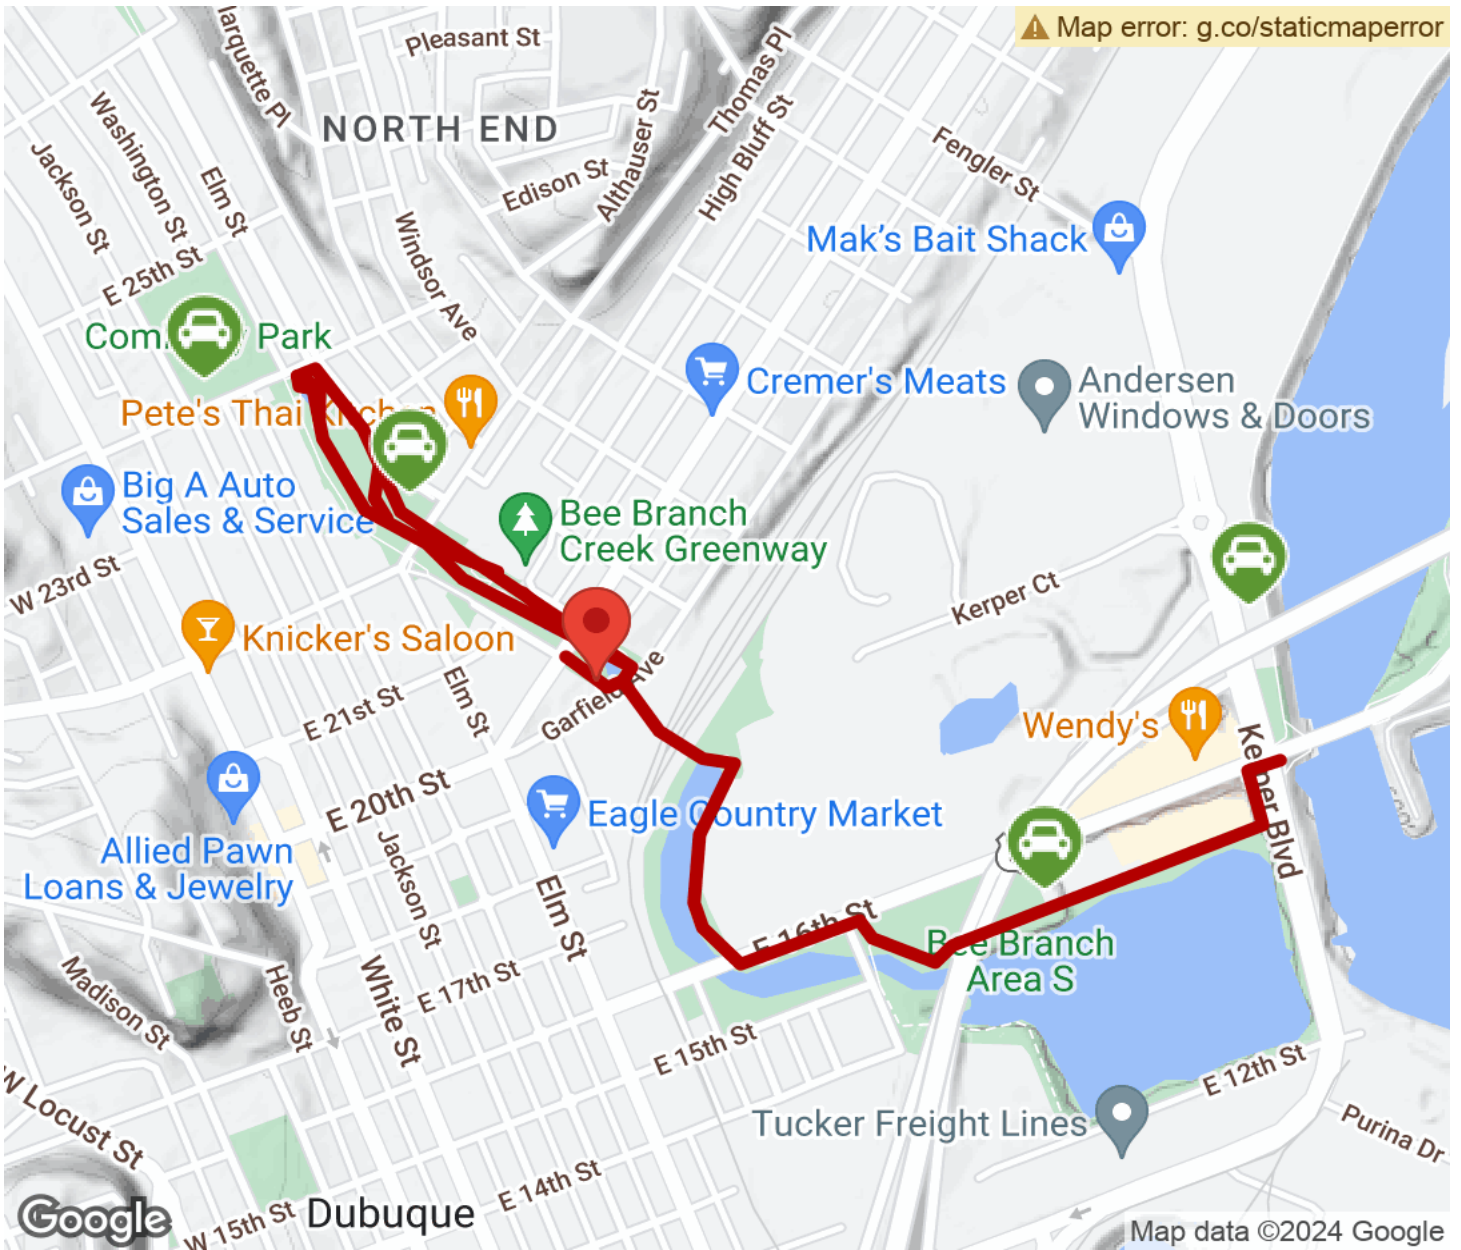 Map error: g.co/staticmaperror
Pleasant St
NORTH END
Thomas Pl
High Bluff St
Althauser St
Edison St
Fengler St
Washington St
Jackson St
Elm St
Windsor Ave
Mak's Bait Shack
E 25th St
Park
Cremer's Meats
Andersen
Windows & Doors
Pete's Thai
Big A Auto
Sales & Service
Bee Branch
Creek Greenway
W 23rd St
Kerper Ct
Knicker's Saloon
Garfield Ave
E 21st St
Elm St
Wendy's
Kerper Blvd
E 20th St
Eagle Country Market
Allied Pawn
Loans & Jewelry
Jackson St
Elm St
E 16th St
Bee Branch
Area S
Madison St
Heeb St
White St
E 17th St
E 15th St
E 12th St
W Locust St
Tucker Freight Lines
Purina Dr
E 14th St
W 15th St
Dubuque
Google
Map data ©2024 Google